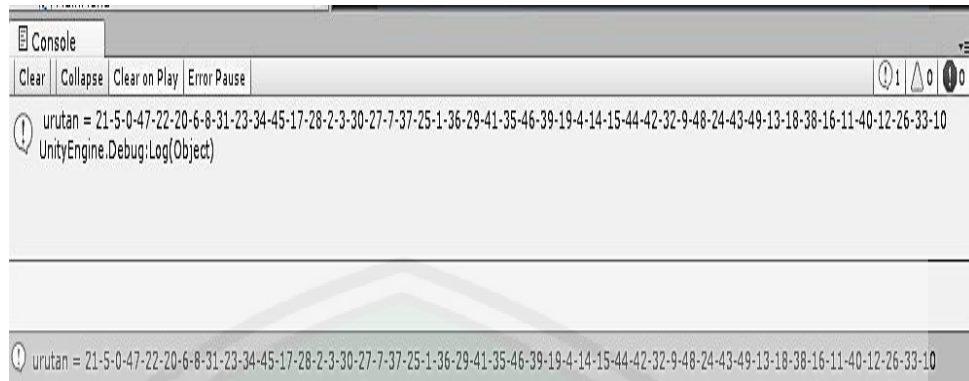 Console
Clear Collapse Clear on Play Error Pause 1 0 0
urutan = 21-5-0-47-22-20-6-8-31-23-34-45-17-28-2-3-30-27-7-37-25-1-36-29-41-35-46-39-19-4-14-15-44-42-32-9-48-24-43-49-13-18-38-16-11-40-12-26-33-10
UnityEngine.Debug:Log(Object)
urutan = 21-5-0-47-22-20-6-8-31-23-34-45-17-28-2-3-30-27-7-37-25-1-36-29-41-35-46-39-19-4-14-15-44-42-32-9-48-24-43-49-13-18-38-16-11-40-12-26-33-10